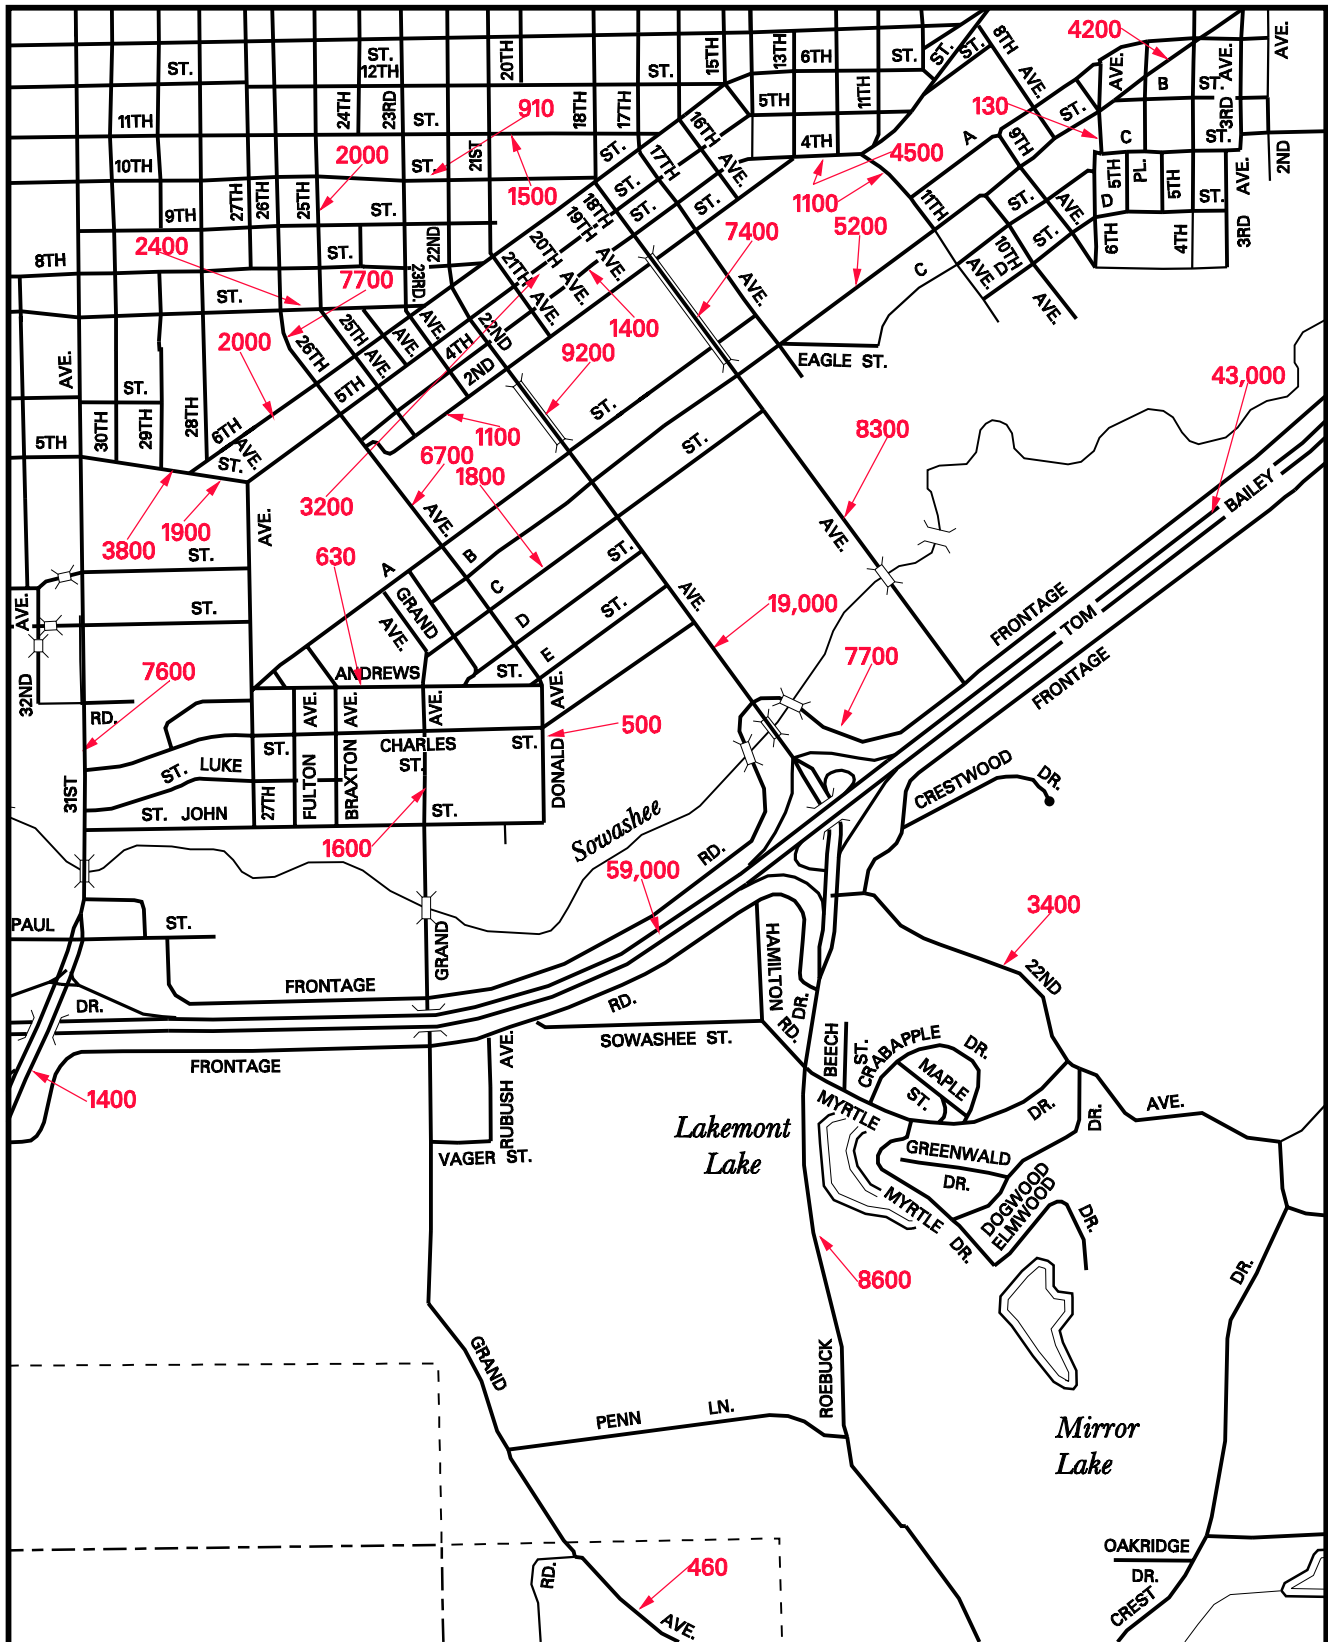 ST.
ST.
12TH
20TH
ST.
15TH
13TH
6TH
ST.
ST.
ST.
8TH
AVE.
4200
AVE.
B
ST.
AVE.
AVE.
11TH
24TH
23RD
ST.
910
18TH
17TH
16TH
5TH
11TH
130
ST.
3RD
10TH
2000
ST.
21ST
1500
ST.
17TH
AVE.
4TH
4500
A
9TH
C
ST.
2ND
9TH
27TH
26TH
25TH
ST.
ST.
18TH
19TH
ST.
ST.
1100
11TH
ST.
AVE.
D
5TH
PL.
5TH
ST.
AVE.
8TH
2400
ST.
22ND
20TH
AVE.
7400
5200
10TH
ST.
6TH
4TH
3RD
7700
23RD.
21TH
AVE.
AVE.
AVE.
C
AVE.
D
AVE.
ST.
25TH
AVE.
AVE.
22ND
1400
2000
26TH
AVE.
4TH
9200
EAGLE ST.
AVE.
ST.
5TH
2ND
43,000
5TH
30TH
29TH
28TH
6TH
AVE.
ST.
1100
ST.
ST.
8300
6700
1800
BAILEY
3200
1900
3800
AVE.
AVE.
AVE.
ST.
630
A
B
C
ST.
AVE.
ST.
GRAND
AVE.
D
ST.
19,000
FRONTAGE
TOM
AVE.
32ND
7600
ANDREWS
E
ST.
AVE.
7700
FRONTAGE
RD.
AVE.
AVE.
AVE.
500
ST. LUKE
ST.
CHARLES
ST.
ST.
DONALD
CRESTWOOD
DR.
31ST
ST. JOHN
27TH
FULTON
BRAXTON
ST.
Sowashee
1600
RD.
59,000
3400
PAUL
ST.
GRAND
HAMILTON
RD.
22ND
FRONTAGE
DR.
RD.
DR.
SOWASHEE ST.
FRONTAGE
RUBUSH AVE.
BEECH
ST.
CRABAPPLE
DR.
MAPLE
ST.
1400
MYRTLE
DR.
DR.
AVE.
Lakemont
Lake
VAGER ST.
GREENWALD
DR.
MYRTLE
DR.
DOGWOOD
ELMWOOD
DR.
DR.
8600
GRAND
ROEBUCK
PENN
LN.
Mirror
Lake
OAKRIDGE
DR.
CREST
RD.
460
AVE.